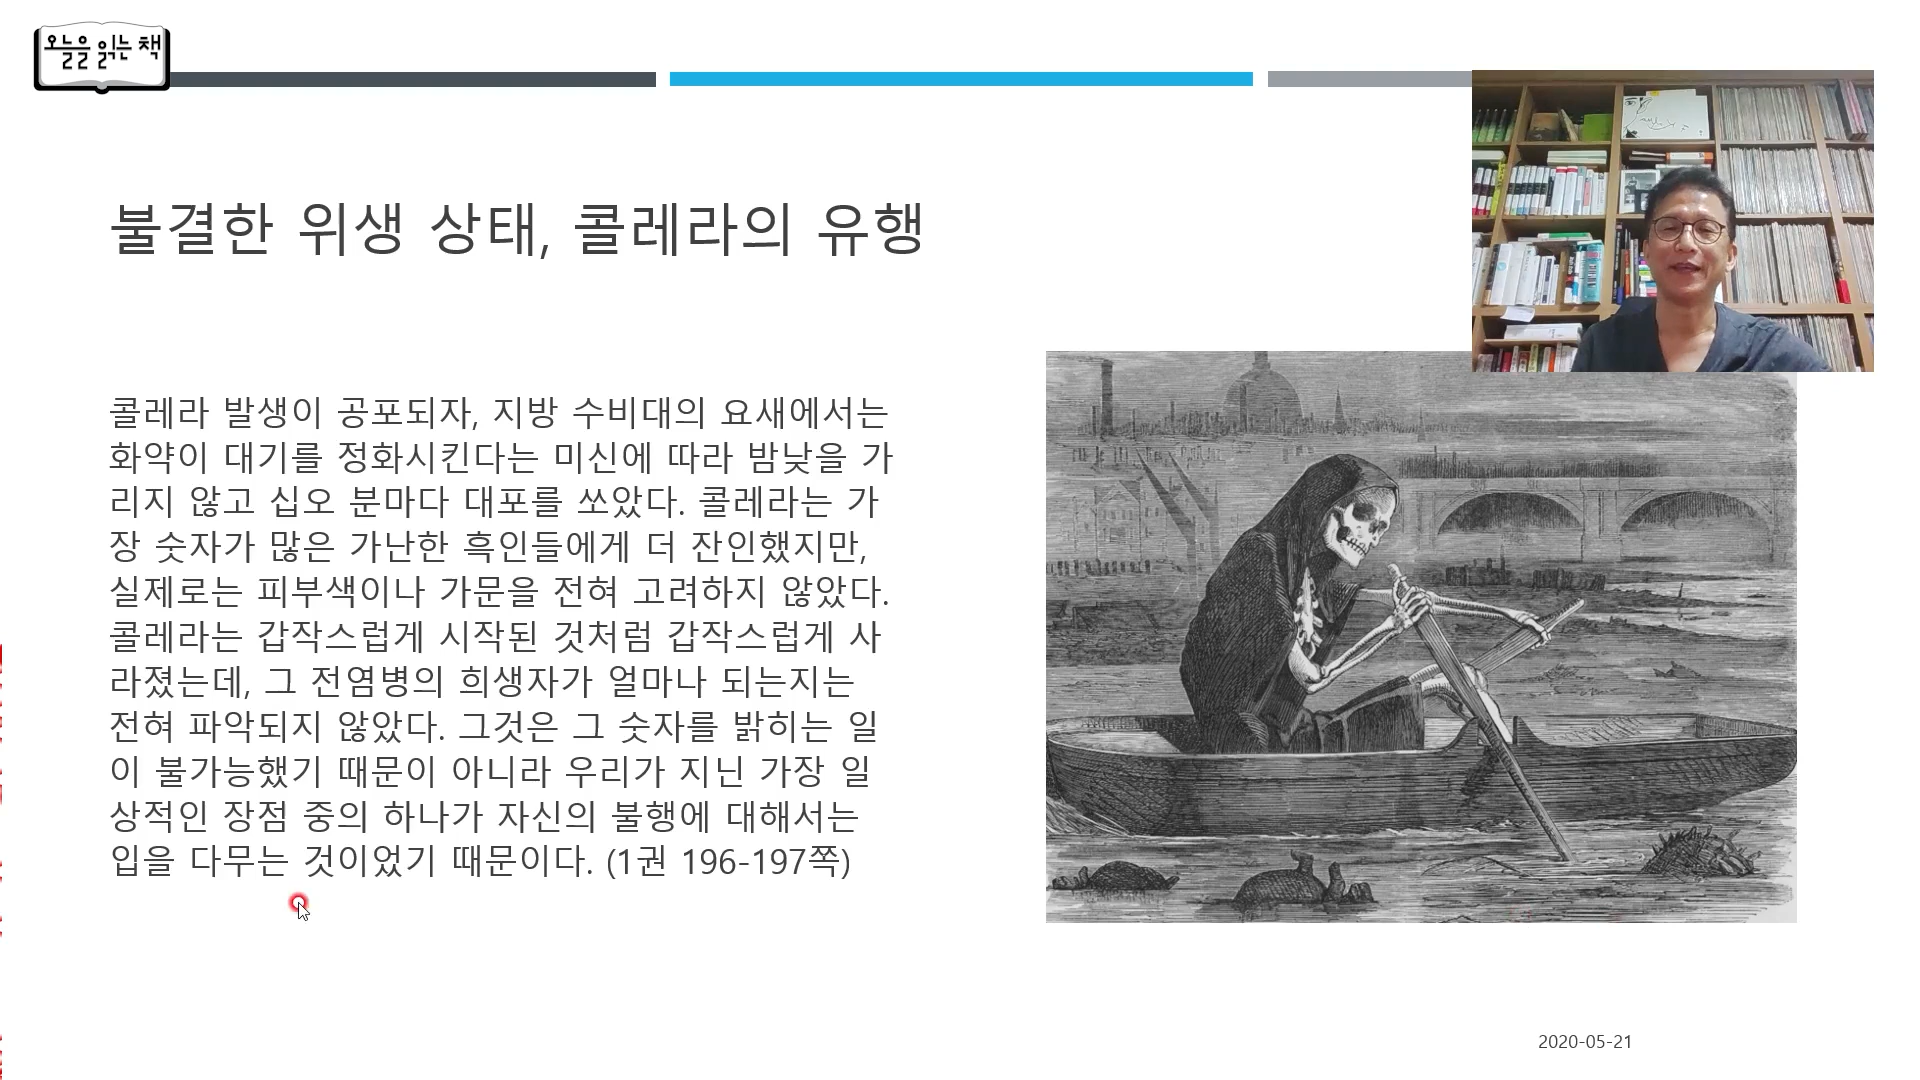 오늘을 읽는 책
불결한 위생 상태, 콜레라의 유행
콜레라 발생이 공포되자, 지방 수비대의 요새에서는
화약이 대기를 정화시킨다는 미신에 따라 밤낮을 가
리지 않고 십오 분마다 대포를 쏘았다. 콜레라는 가
장 숫자가 많은 가난한 흑인들에게 더 잔인했지만,
실제로는 피부색이나 가문을 전혀 고려하지 않았다.
콜레라는 갑작스럽게 시작된 것처럼 갑작스럽게 사
라졌는데, 그 전염병의 희생자가 얼마나 되는지는
전혀 파악되지 않았다. 그것은 그 숫자를 밝히는 일
이 불가능했기 때문이 아니라 우리가 지닌 가장 일
상적인 장점 중의 하나가 자신의 불행에 대해서는
입을 다무는 것이었기 때문이다. (1권 196-197쪽)
2020-05-21